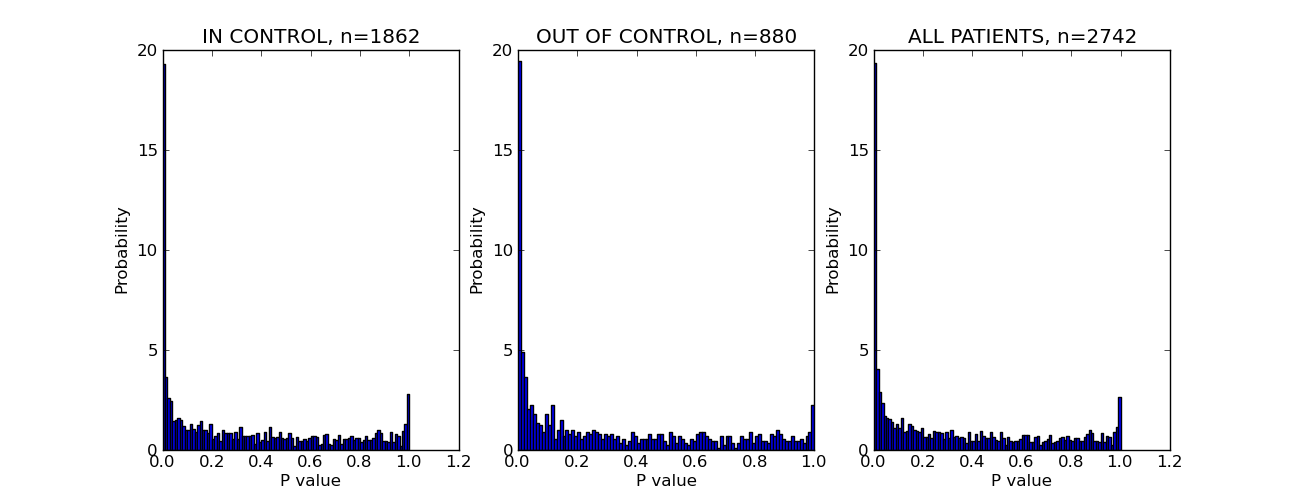 IN CONTROL, n=1862
20
15
10
5
0
0.0 0.2 0.4 0.6 0.8 1.0 1.2
P value
Probability
OUT OF CONTROL, n=880
20
15
10
5
0
0.0 0.2 0.4 0.6 0.8 1.0
P value
Probability
ALL PATIENTS, n=2742
20
15
10
5
0
0.0 0.2 0.4 0.6 0.8 1.0 1.2
P value
Probability